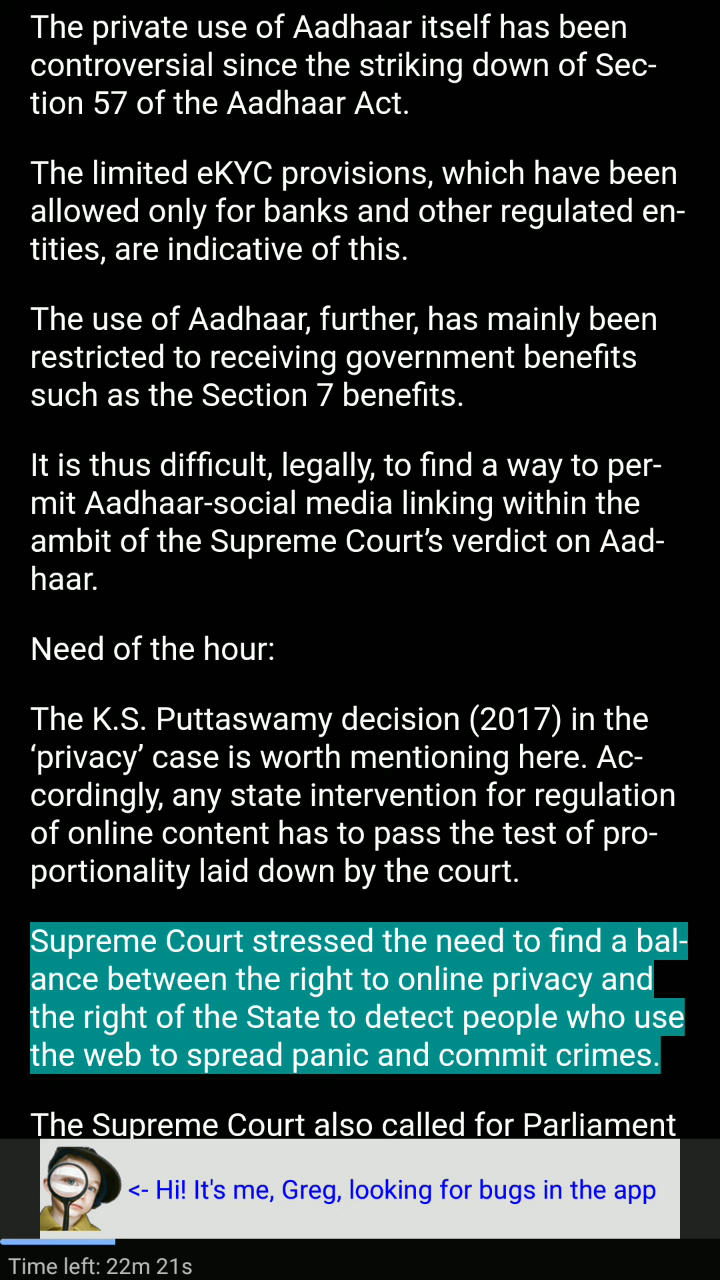 The private use of Aadhaar itself has been
controversial since the striking down of Sec-
tion 57 of the Aadhaar Act.
The limited eKYC provisions, which have been
allowed only for banks and other regulated en-
tities, are indicative of this.
The use of Aadhaar, further, has mainly been
restricted to receiving government benefits
such as the Section 7 benefits.
It is thus difficult, legally, to find a way to per-
mit Aadhaar-social media linking within the
ambit of the Supreme Court’s verdict on Aad-
haar.
Need of the hour:
The K.S. Puttaswamy decision (2017) in the
‘privacy’ case is worth mentioning here. Ac-
cordingly, any state intervention for regulation
of online content has to pass the test of pro-
portionality laid down by the court.
Supreme Court stressed the need to find a bal-
ance between the right to online privacy and
the right of the State to detect people who use
the web to spread panic and commit crimes.
The Supreme Court also called for Parliament
<- Hi! It's me, Greg, looking for bugs in the app
Time left: 22m 21s